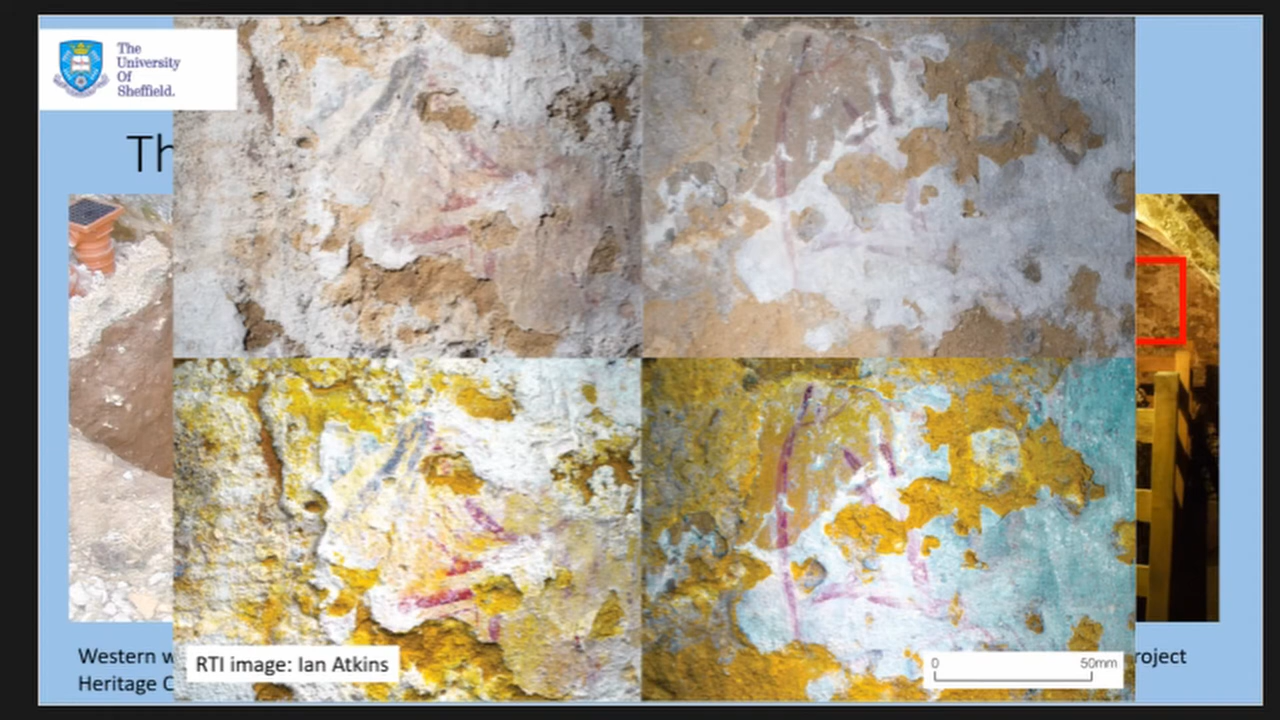 The
University
Of
Sheffield.
Th
Western w
Heritage C
RTI image: Ian Atkins
0 50mm
roject